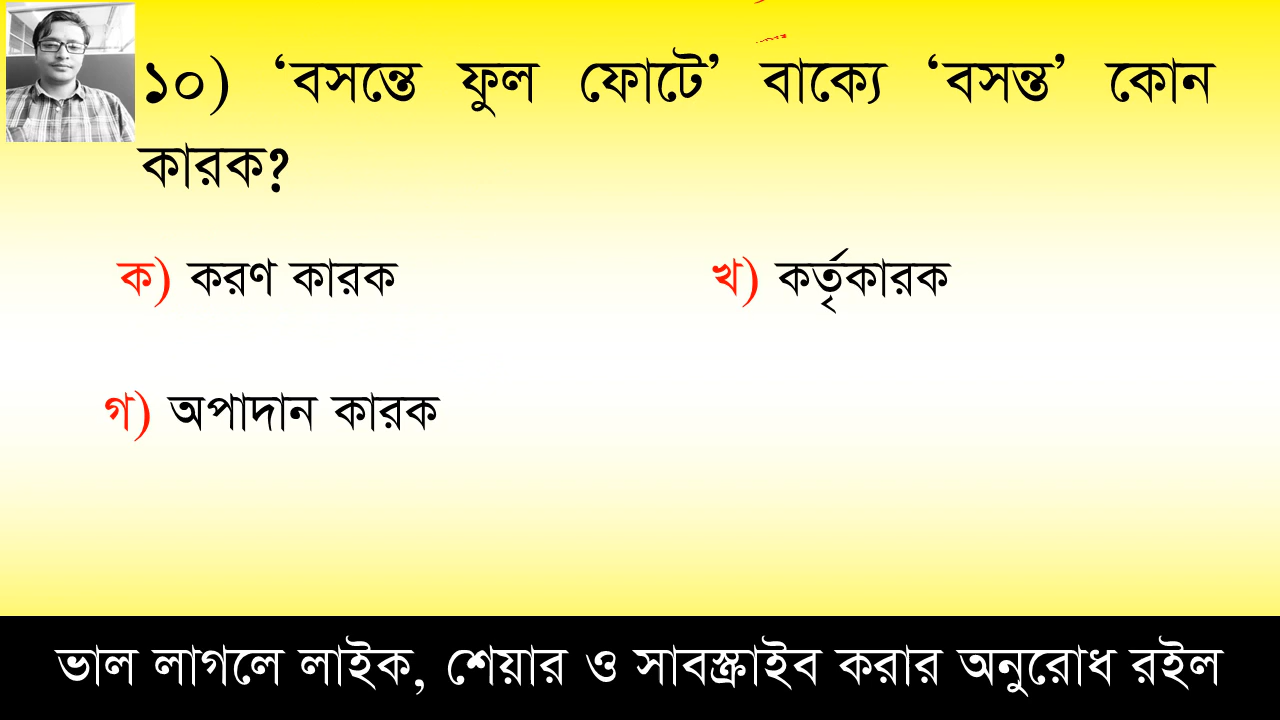 ১০) ‘বসন্তে ফুল ফোটে’ বাক্যে ‘বসন্ত’ কোন
কারক?
ক) করণ কারক
খ) কর্তৃকারক
গ) অপাদান কারক
ভাল লাগলে লাইক, শেয়ার ও সাবস্ক্রাইব করার অনুরোধ রইল